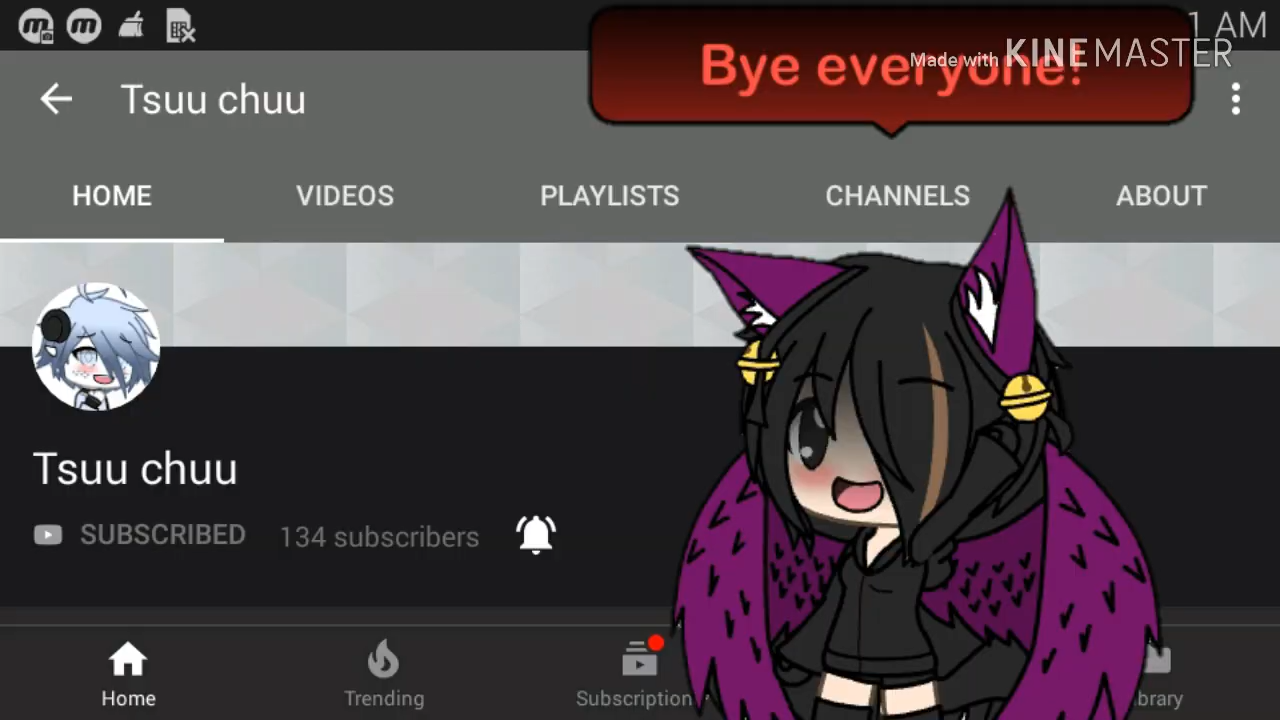 1 AM
Bye everyone!
Made with KINEMASTER
Tsuu chuu
HOME VIDEOS PLAYLISTS CHANNELS ABOUT
Tsuu chuu
SUBSCRIBED 134 subscribers
Home Trending Subscription brary